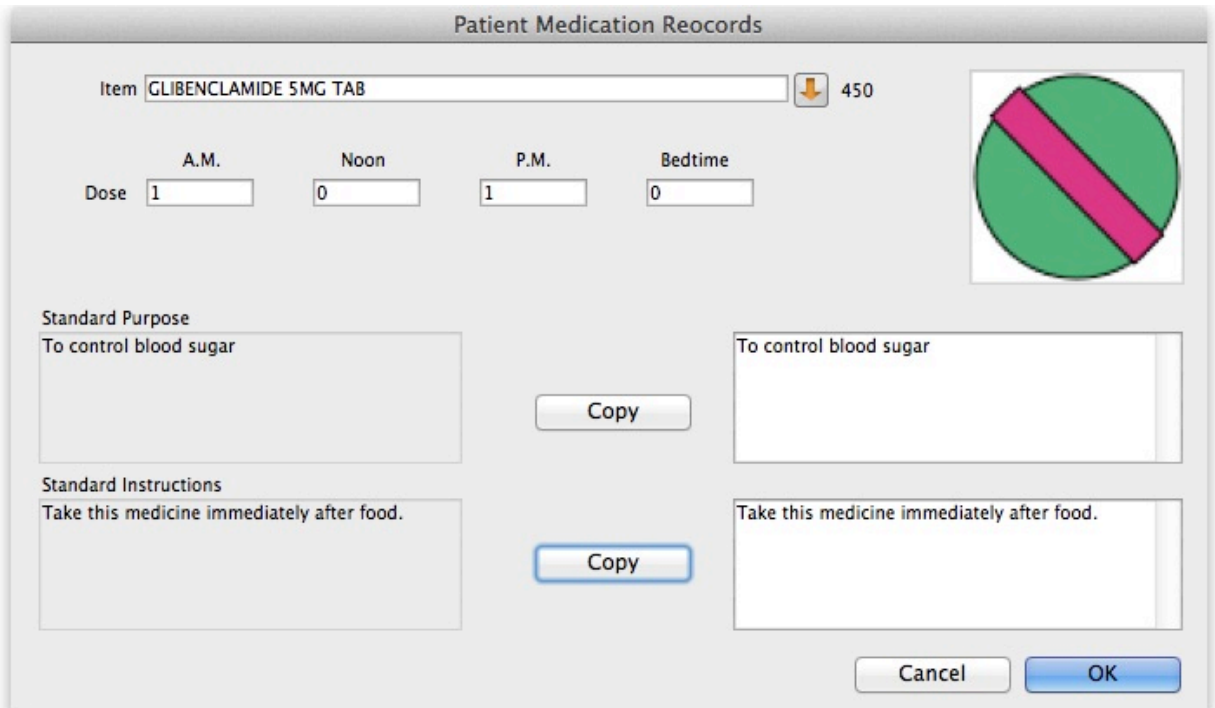 Patient Medication Reocords
Item GLIBENCLAMIDE 5MG TAB 450
A.M. Noon P.M. Bedtime
Dose 1 0 1 0
Standard Purpose
To control blood sugar To control blood sugar
Copy
Standard Instructions
Take this medicine immediately after food. Take this medicine immediately after food.
Copy
Cancel OK